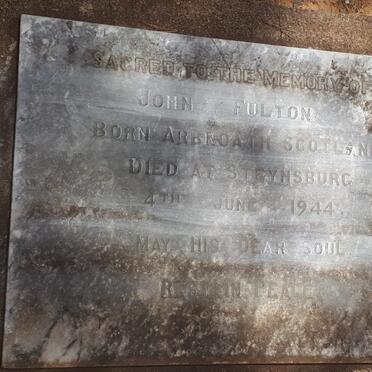 SACRED TO THE MEMORY OF
JOHN FULTON
BORN ARBROATH SCOTLAN
DIED AT STEYNSBURG
4TH JUNE 1944.
MAY HIS DEAR SOUL
REST IN PEACE